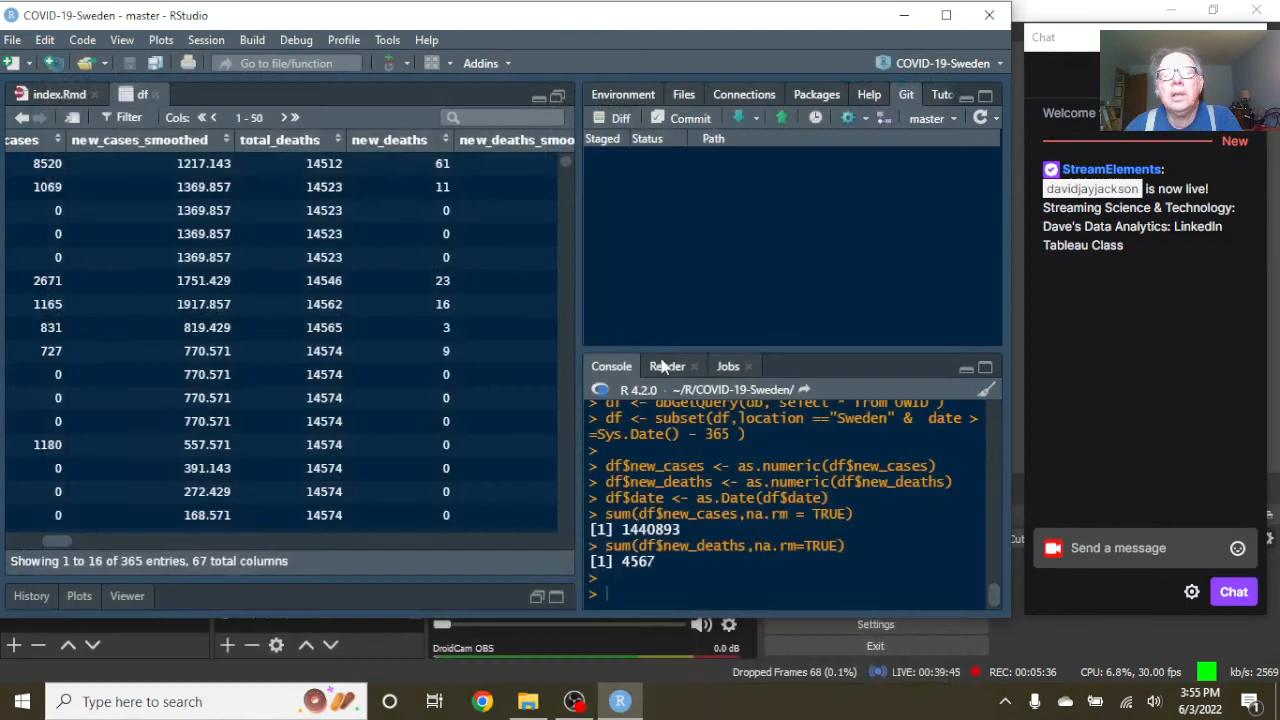 COVID-19-Sweden - master - RStudio
File Edit Code View Plots Session Build Debug Profile Tools Help
Go to file/function
Addins
COVID-19-Sweden
index.Rmd
df
Filter
Cols:
1 - 50
cases new_cases_smoothed total_deaths new_deaths new_deaths_smoo
8520 1217.143 14512 61
1069 1369.857 14523 11
0 1369.857 14523 0
0 1369.857 14523 0
0 1369.857 14523 0
2671 1751.429 14546 23
1165 1917.857 14562 16
831 819.429 14565 3
727 770.571 14574 9
0 770.571 14574 0
0 770.571 14574 0
0 770.571 14574 0
1180 557.571 14574 0
0 391.143 14574 0
0 272.429 14574 0
0 168.571 14574 0
Showing 1 to 16 of 365 entries, 67 total columns
History Plots Viewer
Environment Files Connections Packages Help Git Tuto
Diff Commit master
Staged Status Path
Console Render Jobs
R 4.2.0 · ~/R/COVID-19-Sweden/
> df <- dbGetQuery(db, select * from OWID )
> df <- subset(df,location =="Sweden" & date >
=Sys.Date() - 365 )
>
> df$new_cases <- as.numeric(df$new_cases)
> df$new_deaths <- as.numeric(df$new_deaths)
> df$date <- as.Date(df$date)
> sum(df$new_cases,na.rm = TRUE)
[1] 1440893
> sum(df$new_deaths,na.rm=TRUE)
[1] 4567
>
>
Chat
Welcome
New
StreamElements:
davidjayjackson is now live!
Streaming Science & Technology:
Dave's Data Analytics: LinkedIn
Tableau Class
Send a message
Chat
DroidCam OBS
0.0 dB
Settings
Exit
Dropped Frames 68 (0.1%) LIVE: 00:39:45 REC: 00:05:36 CPU: 6.8%, 30.00 fps kb/s: 2569
Type here to search
3:55 PM
6/3/2022
1